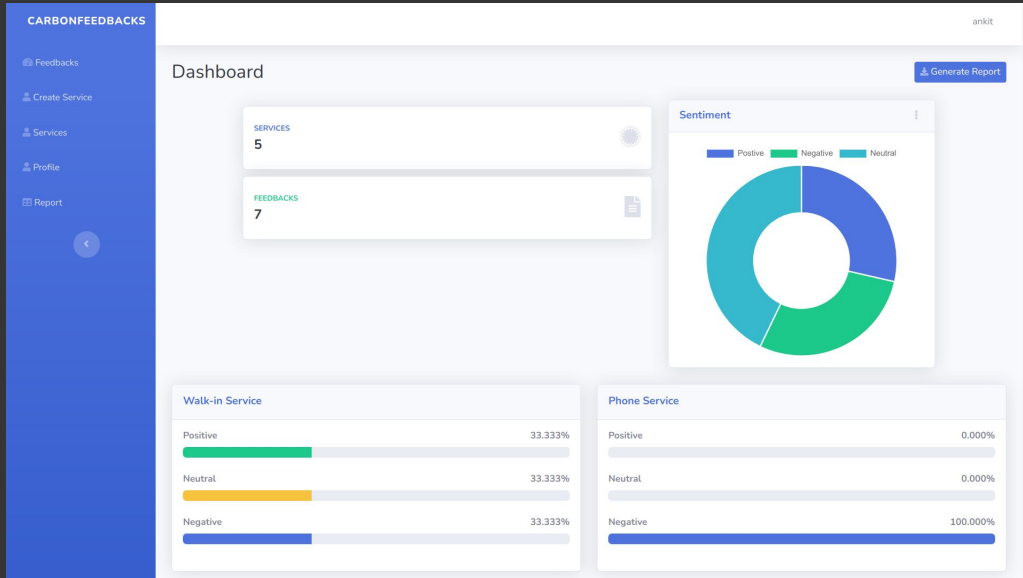 CARBONFEEDBACKS
ankit
Feedbacks
Create Service
Services
Profile
Report
Dashboard
Generate Report
SERVICES
5
FEEDBACKS
7
Sentiment
Postive Negative Neutral
Walk-in Service
Positive 33.333%
Neutral 33.333%
Negative 33.333%
Phone Service
Positive 0.000%
Neutral 0.000%
Negative 100.000%